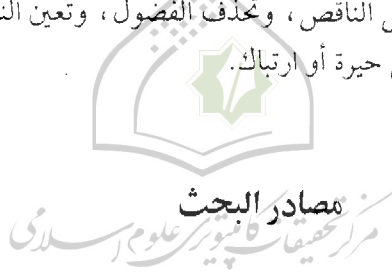 الناقص، وتحذف الفضول، وتعين
حيرة أو ارتباك.
مصادر البحث
مرکز تحقیقات کامپیوتری علوم اسلامی